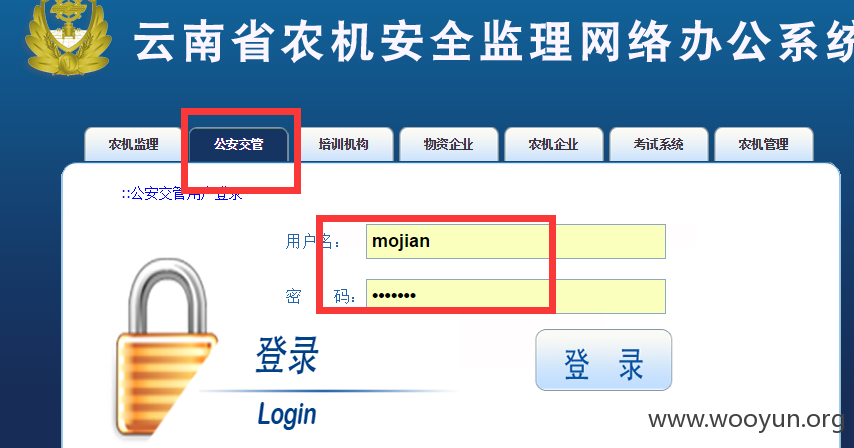 云南省农机安全监理网络办公系统
农机监理 公安交管 培训机构 物资企业 农机企业 考试系统 农机管理
::公安交管用户登录
用户名： mojian
密 码： •••••••
登录
登 录
Login
www.wooyun.org